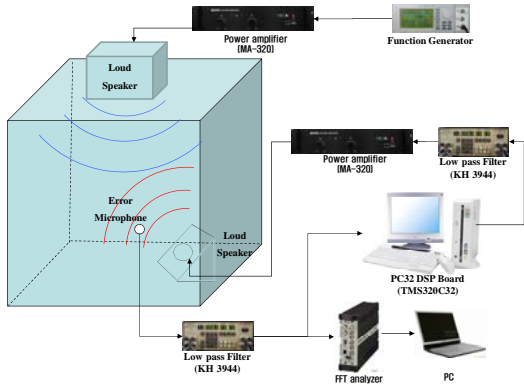 Power amplifier
(MA-320)
Function Generator
Loud
Speaker
Power amplifier
(MA-320)
Low pass Filter
(KH 3944)
Error
Microphone
Loud
Speaker
PC32 DSP Board
(TMS320C32)
Low pass Filter
(KH 3944)
FFT analyzer
PC